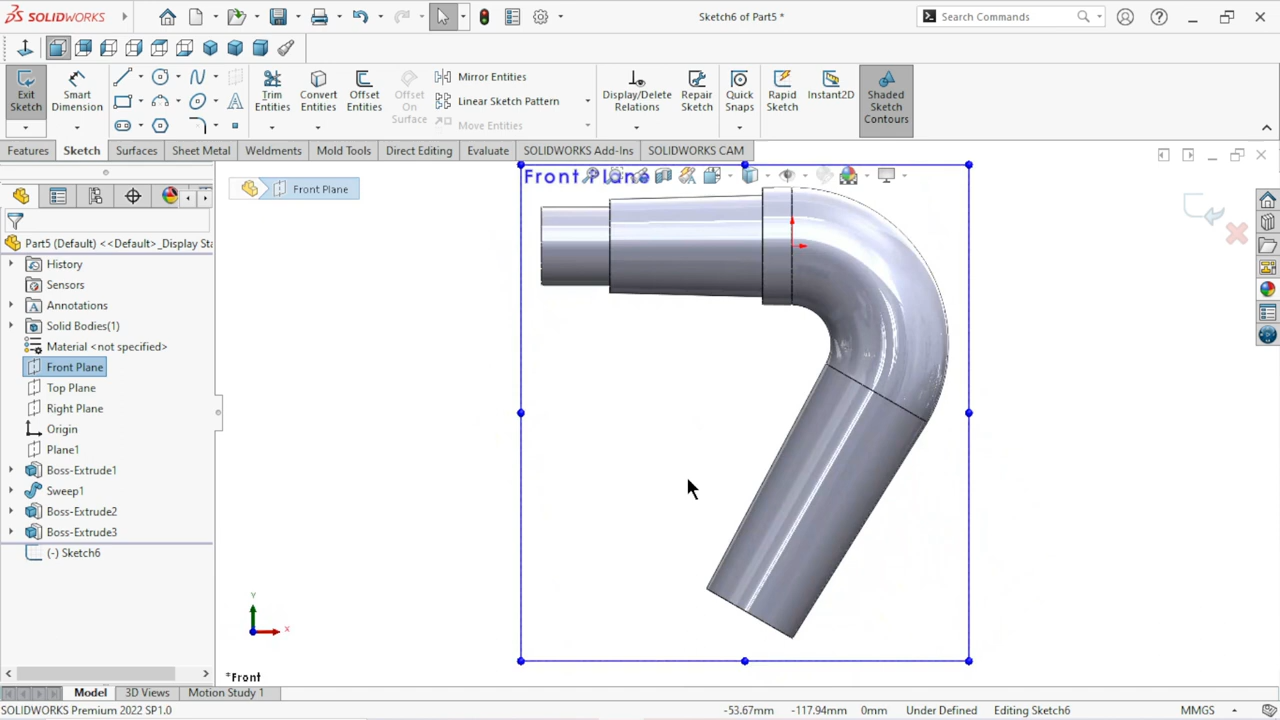 SOLIDWORKS
Sketch6 of Part5 *
Search Commands
Exit Sketch
Smart Dimension
Trim Entities
Convert Entities
Offset Entities
Offset On Surface
Mirror Entities
Linear Sketch Pattern
Move Entities
Display/Delete Relations
Repair Sketch
Quick Snaps
Rapid Sketch
Instant2D
Shaded Sketch Contours
Features
Sketch
Surfaces
Sheet Metal
Weldments
Mold Tools
Direct Editing
Evaluate
SOLIDWORKS Add-Ins
SOLIDWORKS CAM
Front Plane
Front Plane
Part5 (Default) <<Default>_Display Sta
History
Sensors
Annotations
Solid Bodies(1)
Material <not specified>
Front Plane
Top Plane
Right Plane
Origin
Plane1
Boss-Extrude1
Sweep1
Boss-Extrude2
Boss-Extrude3
(-) Sketch6
Y
X
*Front
Model
3D Views
Motion Study 1
SOLIDWORKS Premium 2022 SP1.0
-53.67mm
-117.94mm
0mm
Under Defined
Editing Sketch6
MMGS